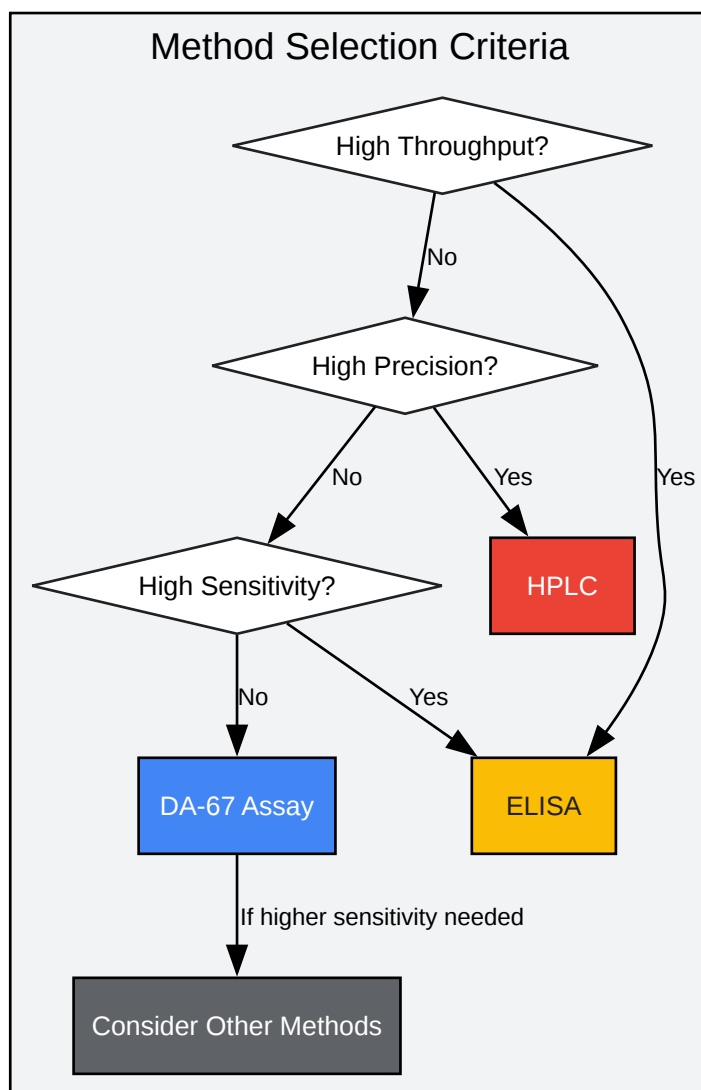 Method Selection Criteria
High Throughput?
No
High Precision?
No
Yes
Yes
High Sensitivity?
HPLC
No
Yes
DA-67 Assay
ELISA
If higher sensitivity needed
Consider Other Methods